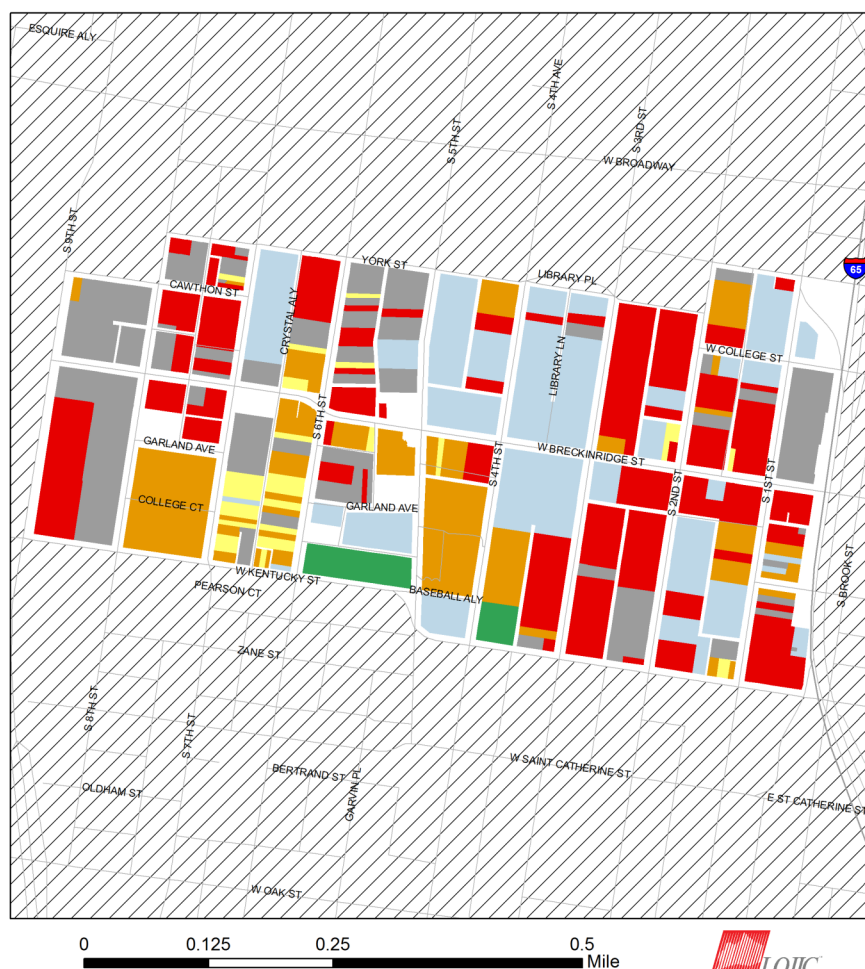 ESQUIRE ALY
S 4TH AVE
S 3RD ST
S 5TH ST
W BROADWAY
S 9TH ST
YORK ST
LIBRARY PL
65
CAWTHON ST
CRYSTAL ALY
LIBRARY LN
W COLLEGE ST
S 6TH ST
GARLAND AVE
W BRECKINRIDGE ST
S 4TH ST
S 2ND ST
S 1ST ST
COLLEGE CT
GARLAND AVE
W KENTUCKY ST
PEARSON CT
BASEBALL ALY
S BROOK ST
ZANE ST
S 8TH ST
S 7TH ST
BERTRAND ST
GARVIN PL
W SAINT CATHERINE ST
OLDHAM ST
E ST CATHERINE ST
W OAK ST
0 0.125 0.25 0.5
Mile
LOJIC